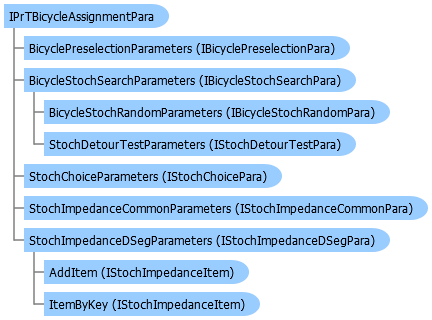 IPrTBicycleAssignmentPara
BicyclePreselectionParameters (IBicyclePreselectionPara)
BicycleStochSearchParameters (IBicycleStochSearchPara)
BicycleStochRandomParameters (IBicycleStochRandomPara)
StochDetourTestParameters (IStochDetourTestPara)
StochChoiceParameters (IStochChoicePara)
StochImpedanceCommonParameters (IStochImpedanceCommonPara)
StochImpedanceDSegParameters (IStochImpedanceDSegPara)
AddItem (IStochImpedanceItem)
ItemByKey (IStochImpedanceItem)